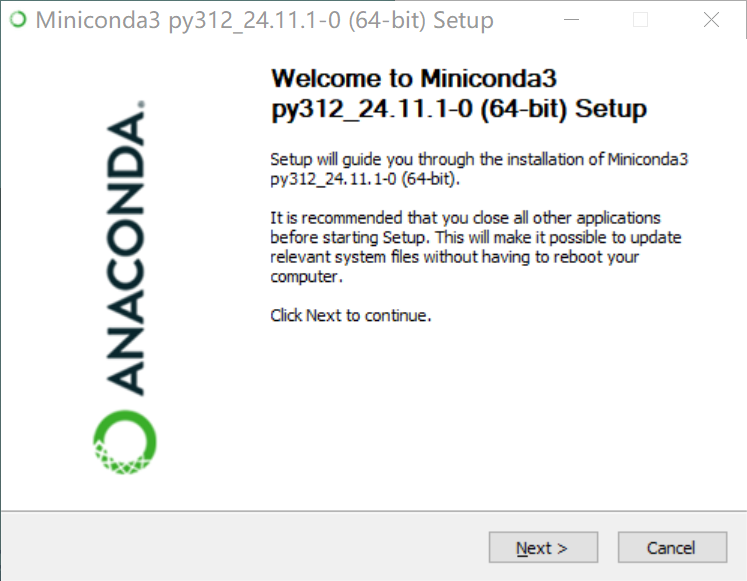 Miniconda3 py312_24.11.1-0 (64-bit) Setup
ANACONDA.
Welcome to Miniconda3
py312_24.11.1-0 (64-bit) Setup
Setup will guide you through the installation of Miniconda3
py312_24.11.1-0 (64-bit).
It is recommended that you close all other applications
before starting Setup. This will make it possible to update
relevant system files without having to reboot your
computer.
Click Next to continue.
Next >
Cancel